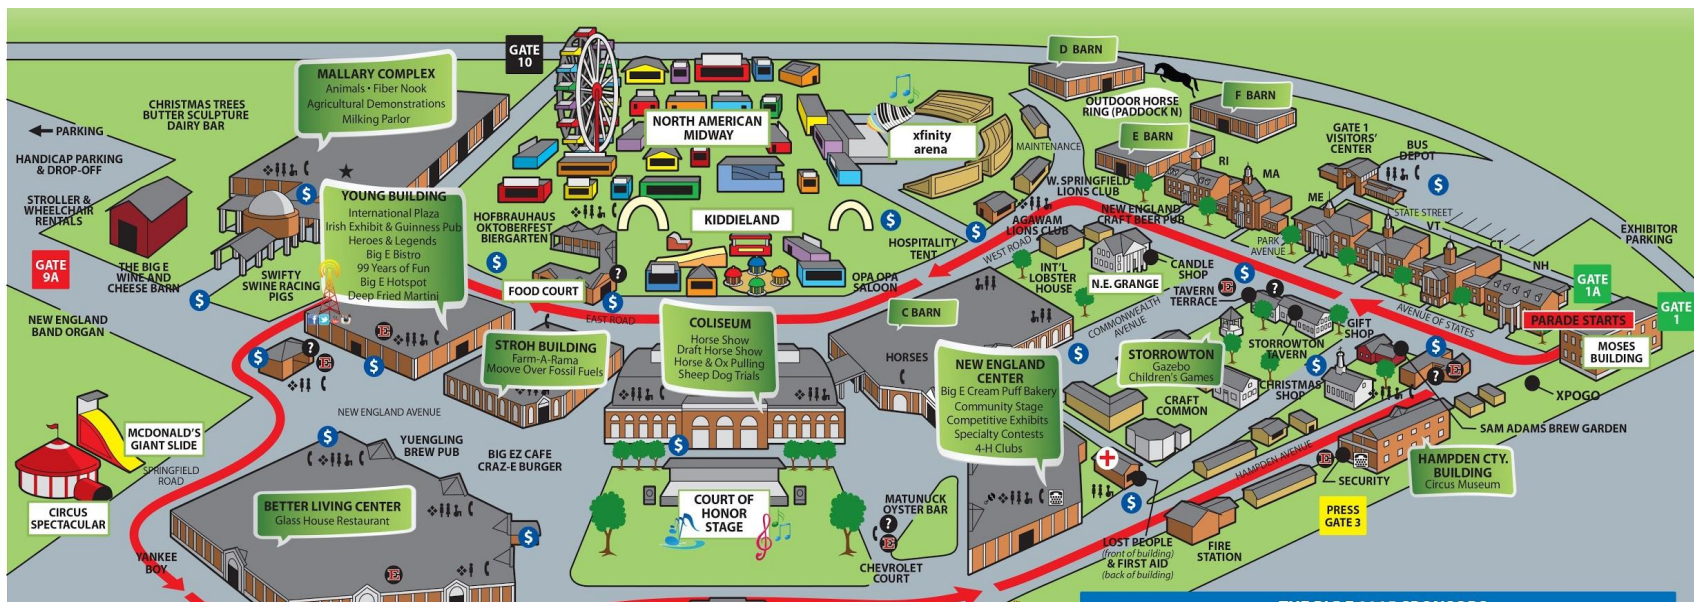 GATE
10
MALLARY COMPLEX
Animals • Fiber Nook
Agricultural Demonstrations
Milking Parlor
CHRISTMAS TREES
BUTTER SCULPTURE
DAIRY BAR
PARKING
HANDICAP PARKING
& DROP-OFF
STROLLER &
WHEELCHAIR
RENTALS
GATE
9A
THE BIG E
WINE AND
CHEESE BARN
SWIFTY
SWINE RACING
PIGS
NEW ENGLAND
BAND ORGAN
YOUNG BUILDING
International Plaza
Irish Exhibit & Guinness Pub
Heroes & Legends
Big E Bistro
99 Years of Fun
Big E Hotspot
Deep Fried Martini
NORTH AMERICAN
MIDWAY
xfinity
arena
KIDDIELAND
HOFBRAUHAUS
OKTOBERFEST
BIERGARTEN
FOOD COURT
OPA OPA
SALOON
HOSPITALITY
TENT
EAST ROAD
WEST ROAD
D BARN
F BARN
OUTDOOR HORSE
RING (PADDOCK N)
E BARN
MAINTENANCE
W. SPRINGFIELD
LIONS CLUB
AGAWAM
LIONS CLUB
NEW ENGLAND
CRAFT BEER PUB
RI
MA
ME
VT
CT
NH
GATE 1
VISITORS'
CENTER
BUS
DEPOT
STATE STREET
PARK
AVENUE
EXHIBITOR
PARKING
GATE
1A
GATE
1
INT'L
LOBSTER
HOUSE
N.E. GRANGE
CANDLE
SHOP
TAVERN
TERRACE
E
COMMONWEALTH
AVENUE
AVENUE OF STATES
PARADE STARTS
MOSES
BUILDING
GIFT
SHOP
STORROWTON
TAVERN
STORROWTON
Gazebo
Children's Games
CHRISTMAS
SHOP
CRAFT
COMMON
XPOGO
SAM ADAMS BREW GARDEN
E
C BARN
HORSES
COLISEUM
Horse Show
Draft Horse Show
Horse & Ox Pulling
Sheep Dog Trials
STROH BUILDING
Farm-A-Rama
Moove Over Fossil Fuels
E
E
NEW ENGLAND AVENUE
NEW ENGLAND
CENTER
Big E Cream Puff Bakery
Community Stage
Competitive Exhibits
Specialty Contests
4-H Clubs
McDONALD'S
GIANT SLIDE
SPRINGFIELD
ROAD
CIRCUS
SPECTACULAR
YANKEE
BOY
YUENGLING
BREW PUB
BIG EZ CAFE
CRAZ-E BURGER
BETTER LIVING CENTER
Glass House Restaurant
E
COURT OF
HONOR
STAGE
MATUNUCK
OYSTER BAR
E
CHEVROLET
COURT
HAMPDEN AVENUE
HAMPDEN CTY.
BUILDING
Circus Museum
E
SECURITY
PRESS
GATE 3
FIRE
STATION
LOST PEOPLE
(front of building)
& FIRST AID
(back of building)